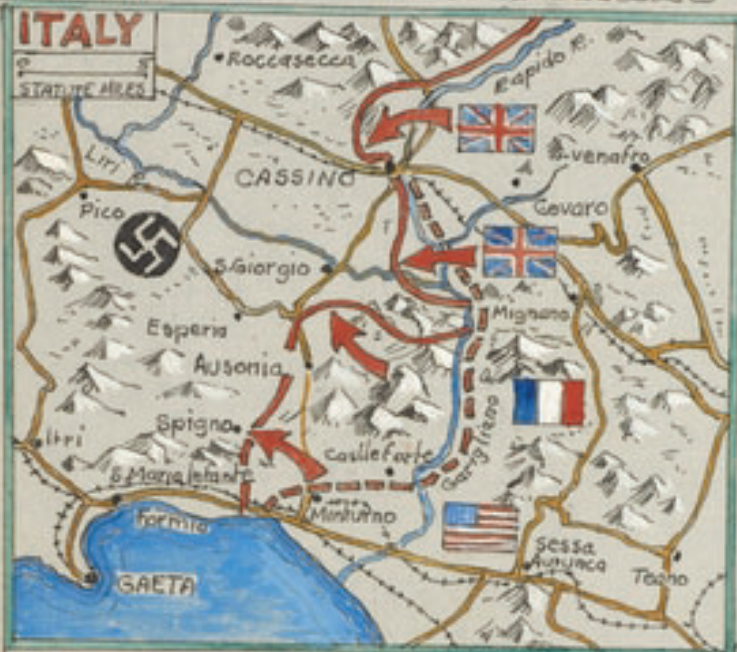 ITALY
STATUTE MILES
Roccasecca
Rapido R.
Liri
CASSINO
Venafro
Pico
Cevaro
S.Giorgio
Mignano
Esperia
Ausonia
Spigno
Castleforte
Garigliano R
Itri
S.Maria Infante
Formia
Minturno
GAETA
Sessa
Aurunca
Teano